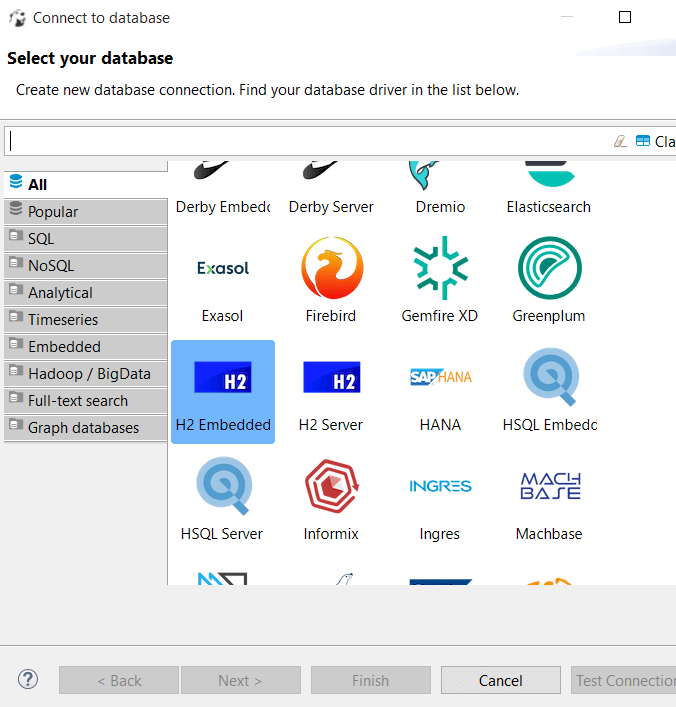 Connect to database
Select your database
Create new database connection. Find your database driver in the list below.
Cla
All
Popular
SQL
NoSQL
Analytical
Timeseries
Embedded
Hadoop / BigData
Full-text search
Graph databases
Derby Embedd Derby Server Dremio Elasticsearch
Exasol
Exasol Firebird Gemfire XD Greenplum
H2 H2 SAP HANA
H2 Embedded H2 Server HANA HSQL Embedd
INGRES MACH BASE
HSQL Server Informix Ingres Machbase
? < Back Next > Finish Cancel Test Connection